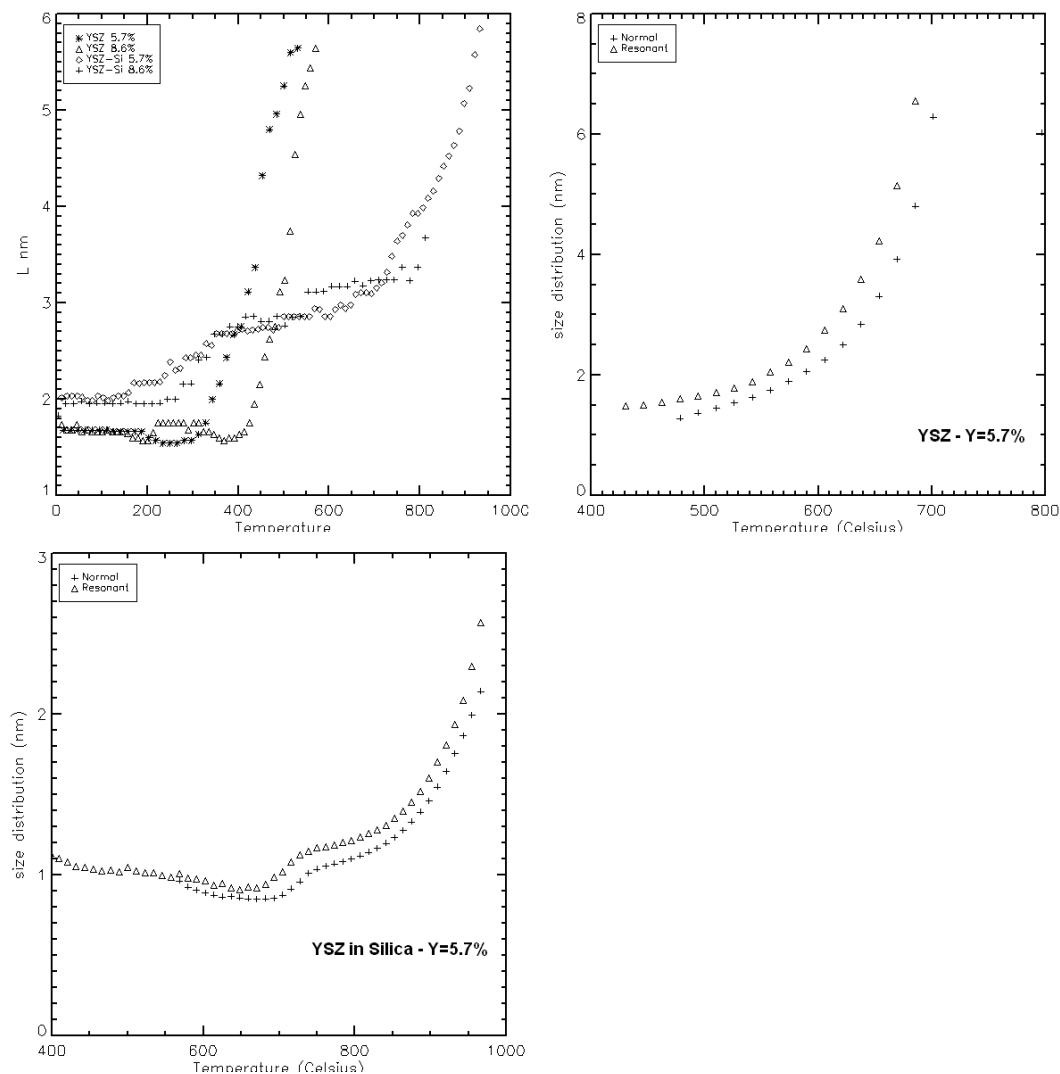 6
5
4
3
2
1
L nm
YSZ 5.7%
YSZ 8.6%
YSZ-Si 5.7%
YSZ-Si 8.6%
0 200 400 600 800 1000
Temperature
8
6
4
2
0
size distribution (nm)
Normal
Resonant
YSZ - Y=5.7%
400 500 600 700 800
Temperature (Celsius)
3
2
1
0
size distribution (nm)
Normal
Resonant
YSZ in Silica - Y=5.7%
400 600 800 1000
Temperature (Celsius)